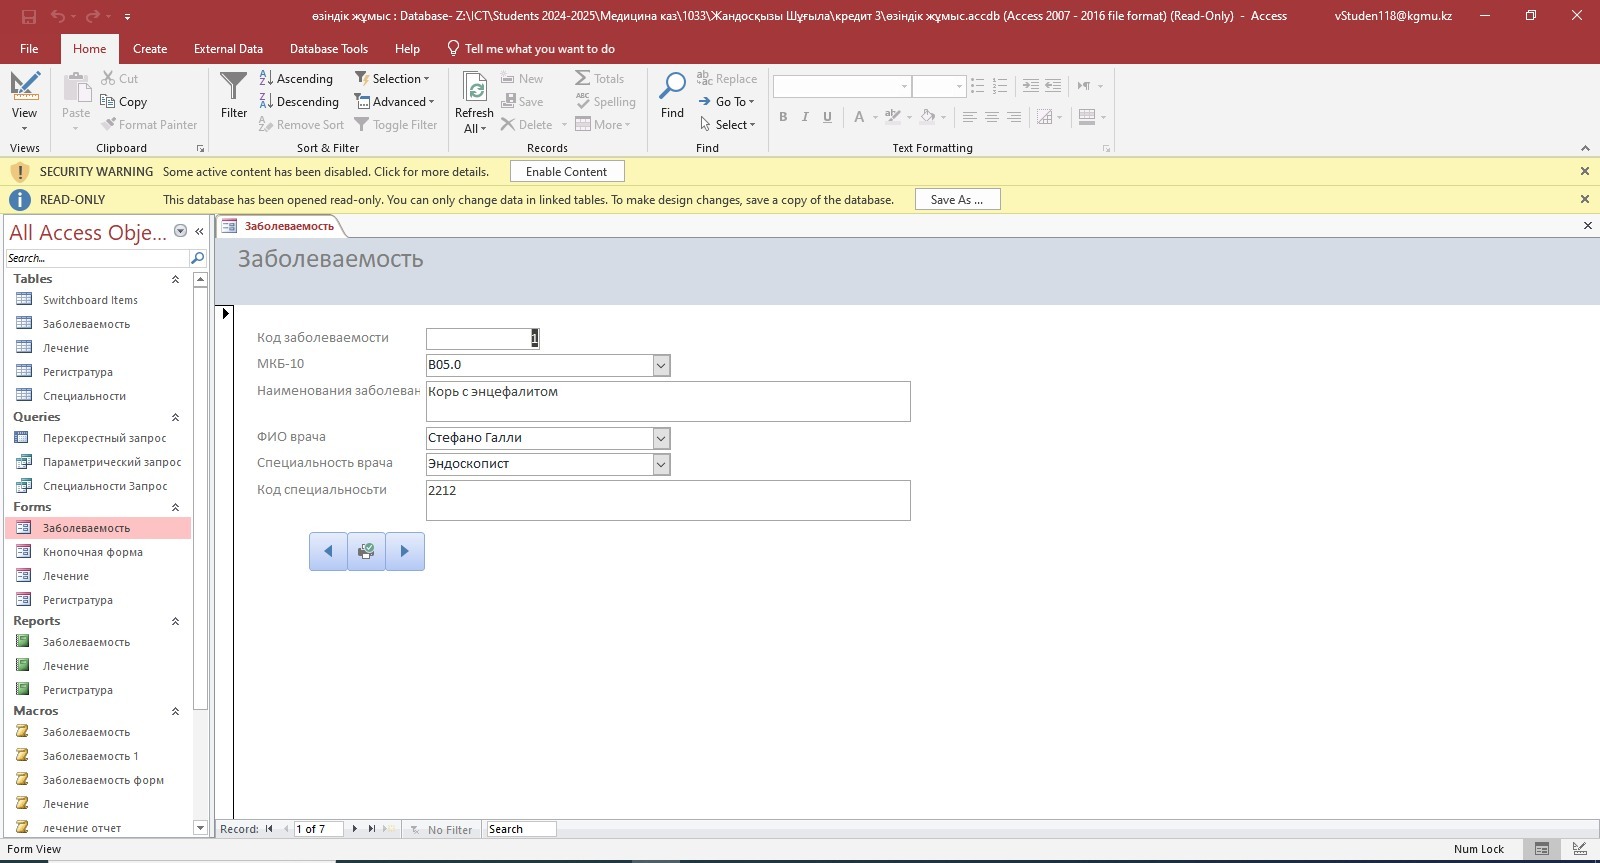 өзіндік жұмыс : Database- Z:\ICT\Students 2024-2025\Медицина каз\1033\Жандосқызы Шұғыла\кредит 3\өзіндік жұмыс.accdb (Access 2007 - 2016 file format) (Read-Only) - Access
vStuden118@kgmu.kz
File Home Create External Data Database Tools Help Tell me what you want to do
View
Views
Paste
Cut
Copy
Format Painter
Clipboard
Filter
Ascending
Descending
Remove Sort
Selection
Advanced
Toggle Filter
Sort & Filter
Refresh
All
New
Save
Delete
Totals
Spelling
More
Records
Find
Replace
Go To
Select
Find
B I U A
Text Formatting
SECURITY WARNING Some active content has been disabled. Click for more details. Enable Content
READ-ONLY This database has been opened read-only. You can only change data in linked tables. To make design changes, save a copy of the database. Save As ...
All Access Obje...
Search...
Tables
Switchboard Items
Заболеваемость
Лечение
Регистратура
Специальности
Queries
Перексрестный запрос
Параметрический запрос
Специальности Запрос
Forms
Заболеваемость
Кнопочная форма
Лечение
Регистратура
Reports
Заболеваемость
Лечение
Регистратура
Macros
Заболеваемость
Заболеваемость 1
Заболеваемость форм
Лечение
лечение отчет
Заболеваемость
Заболеваемость
Код заболеваемости 1
МКБ-10 B05.0
Наименования заболеван Корь с энцефалитом
ФИО врача Стефано Галли
Специальность врача Эндоскопист
Код специальносьти 2212
Record: 1 of 7 No Filter Search
Form View
Num Lock